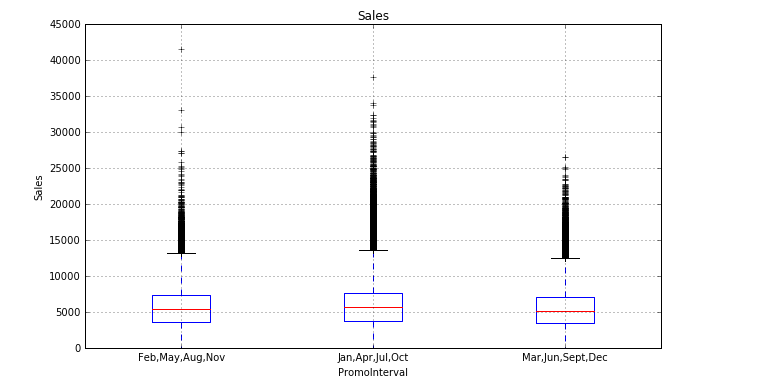 Sales
45000
40000
35000
30000
25000
20000
15000
10000
5000
0
Sales
Feb,May,Aug,Nov
Jan,Apr,Jul,Oct
Mar,Jun,Sept,Dec
PromoInterval